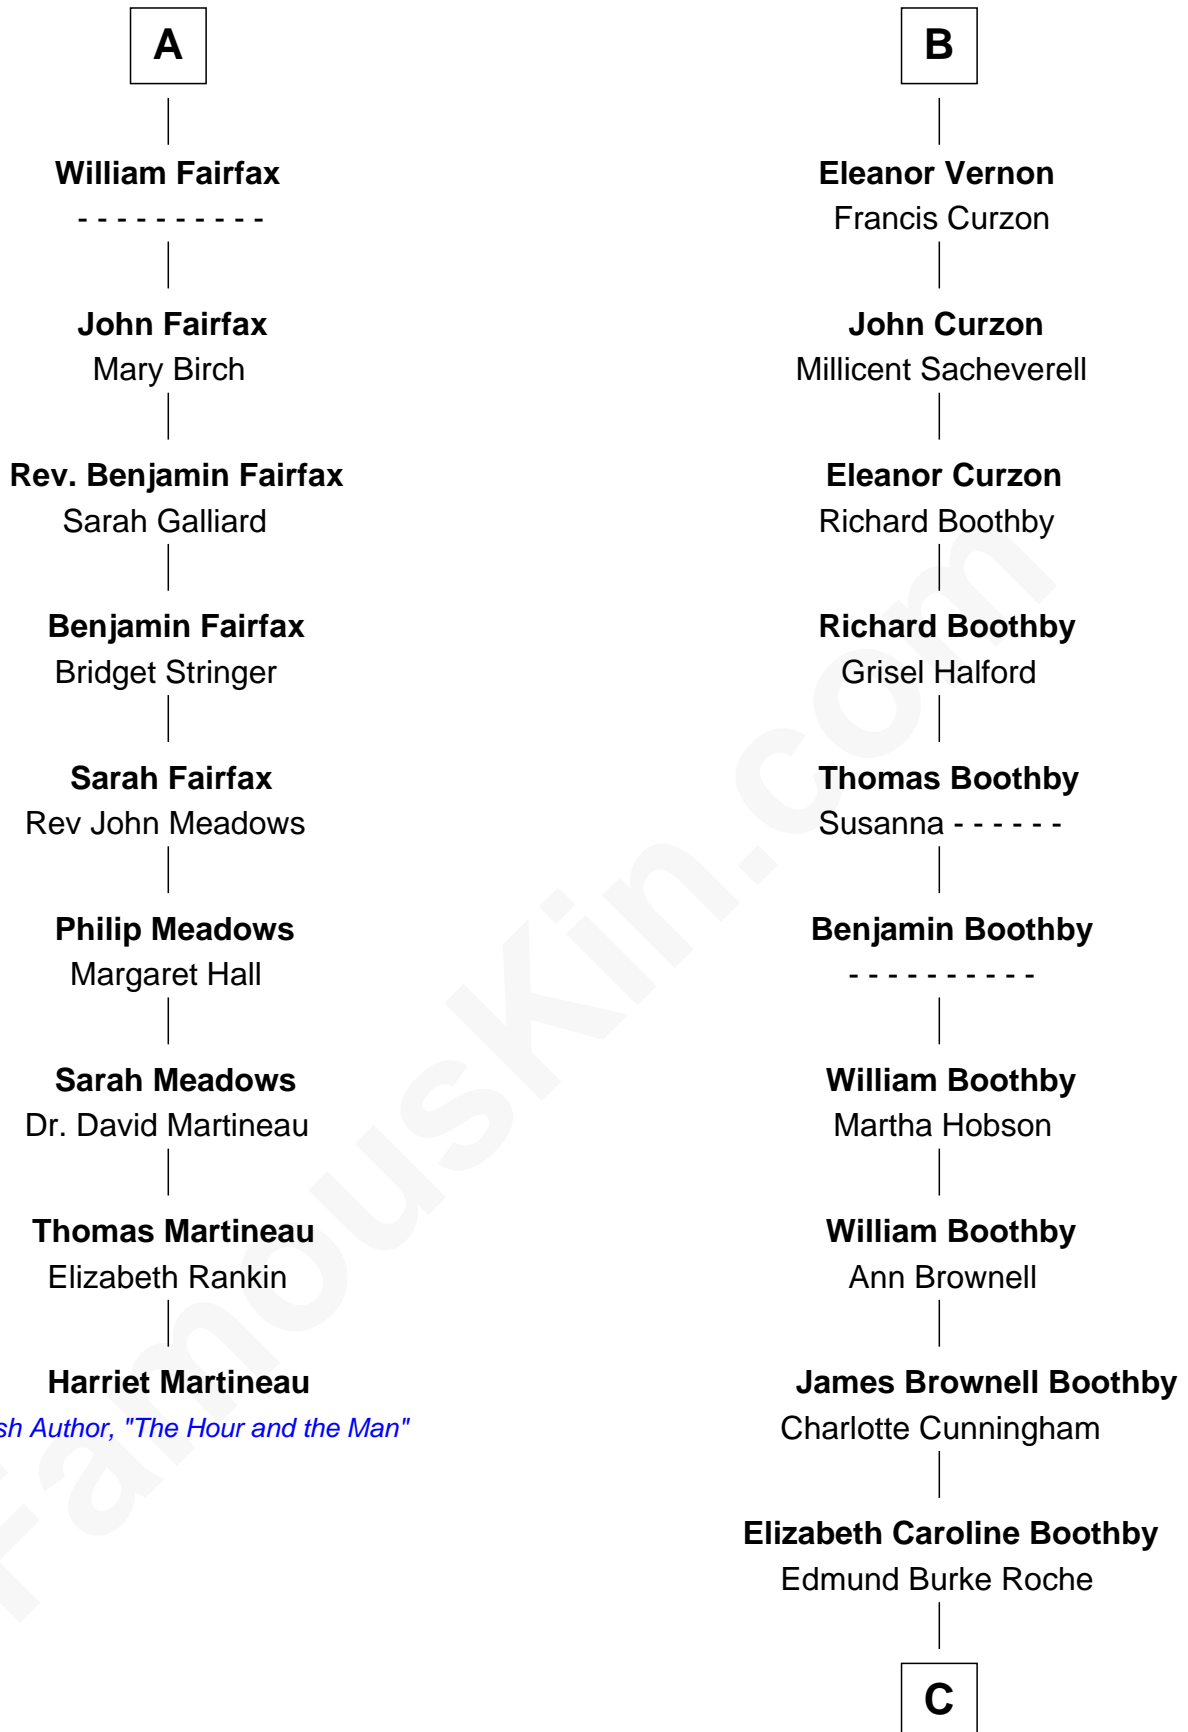 A
William Fairfax
- - - - - - - - - -
John Fairfax
Mary Birch
Rev. Benjamin Fairfax
Sarah Galliard
Benjamin Fairfax
Bridget Stringer
Sarah Fairfax
Rev John Meadows
Philip Meadows
Margaret Hall
Sarah Meadows
Dr. David Martineau
Thomas Martineau
Elizabeth Rankin
Harriet Martineau
sh Author, "The Hour and the Man"
B
Eleanor Vernon
Francis Curzon
John Curzon
Millicent Sacheverell
Eleanor Curzon
Richard Boothby
Richard Boothby
Grisel Halford
Thomas Boothby
Susanna - - - - - -
Benjamin Boothby
- - - - - - - - - -
William Boothby
Martha Hobson
William Boothby
Ann Brownell
James Brownell Boothby
Charlotte Cunningham
Elizabeth Caroline Boothby
Edmund Burke Roche
C
FamousKin.com